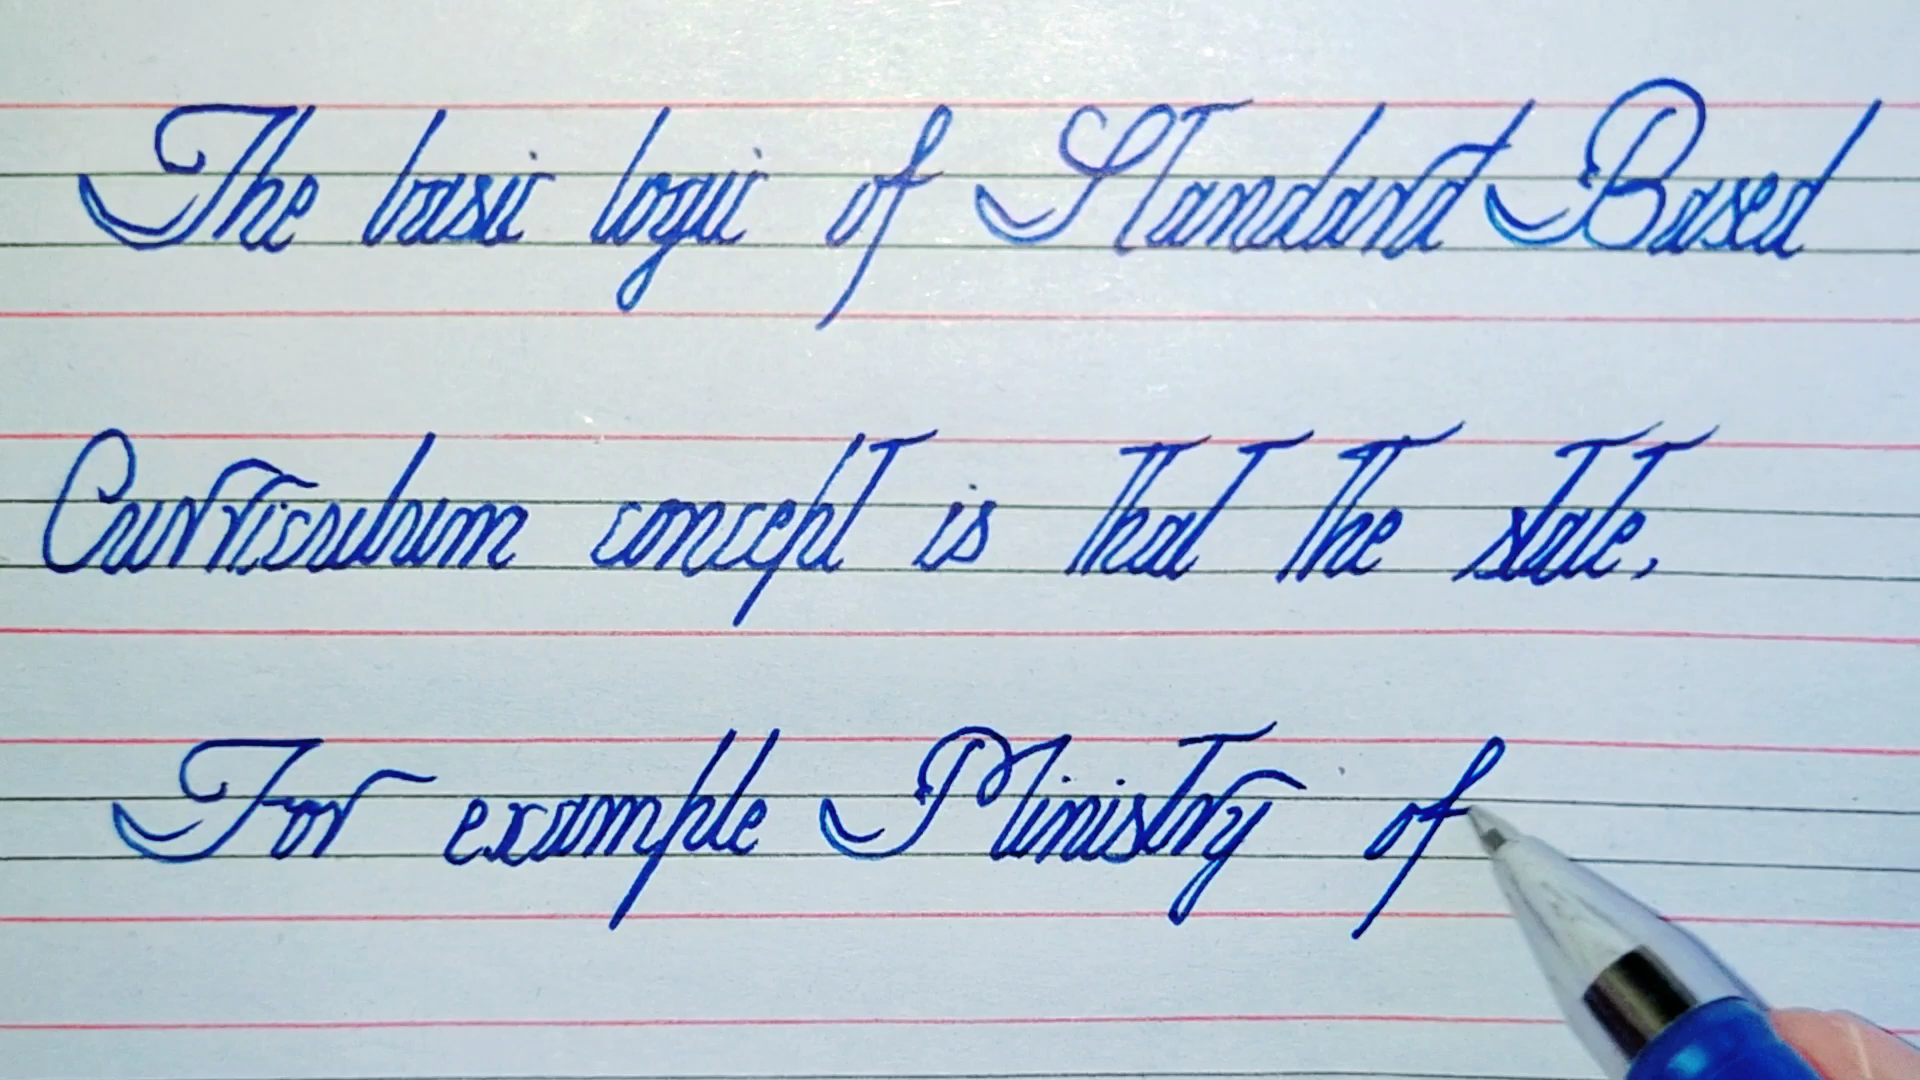 The basic logic of Standard Based
Curriculum concept is that the state,
For example Ministry of